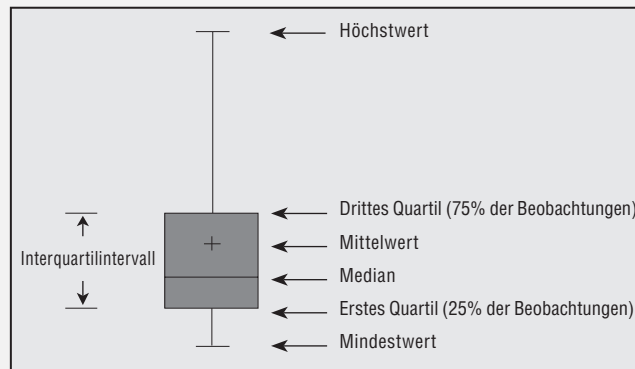 Höchstwert
Drittes Quartil (75% der Beobachtungen)
Mittelwert
Interquartilintervall
Median
Erstes Quartil (25% der Beobachtungen)
Mindestwert